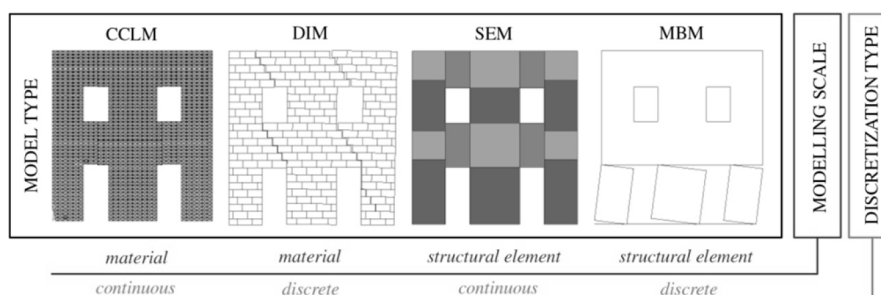 CCLM DIM SEM MBM
MODEL TYPE
MODELLING SCALE
DISCRETIZATION TYPE
material material structural element structural element
continuous discrete continuous discrete